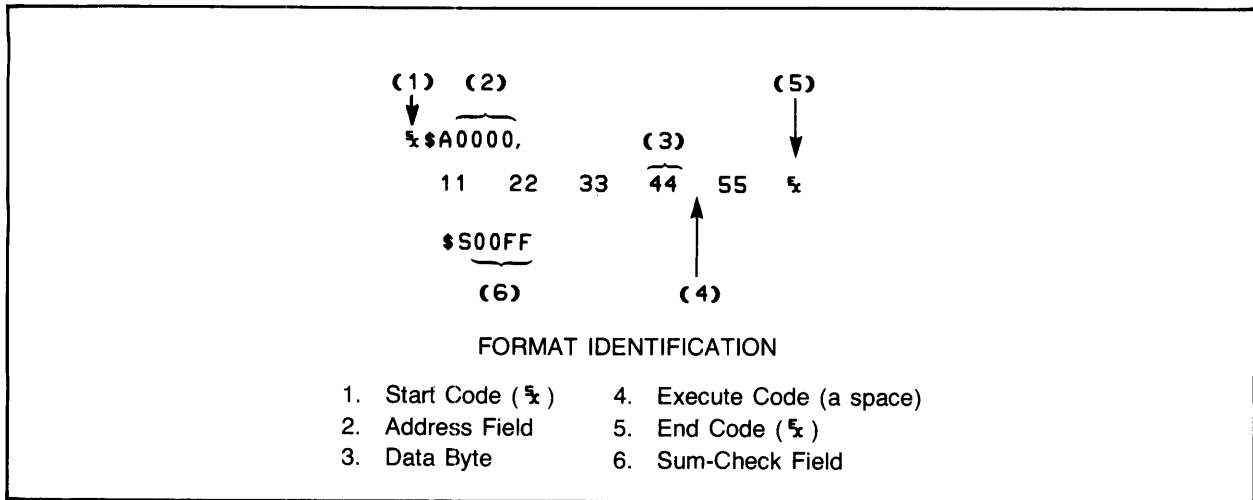 (1) (2) (5)
␂$A0000, (3)
11 22 33 44 55 ␃
$S00FF
(6) (4)
FORMAT IDENTIFICATION
1. Start Code (␂)
2. Address Field
3. Data Byte
4. Execute Code (a space)
5. End Code (␃)
6. Sum-Check Field